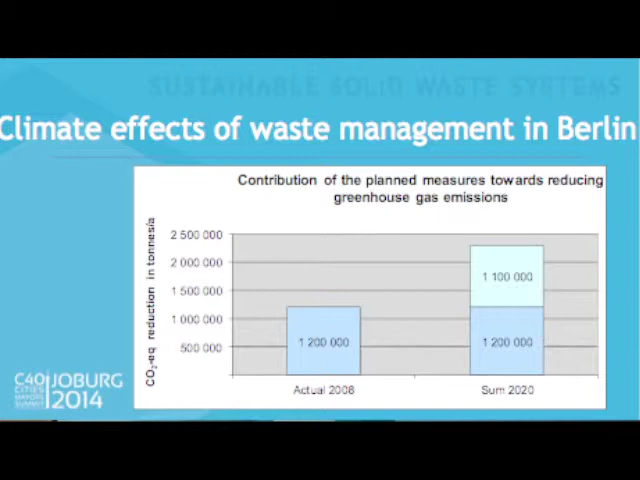 SUSTAINABLE SOLID WASTE SYSTEMS
Climate effects of waste management in Berlin
Contribution of the planned measures towards reducing
greenhouse gas emissions
CO2-eq reduction in tonnes/a
2 500 000
2 000 000
1 500 000
1 000 000
500 000
1 200 000
1 100 000
1 200 000
Actual 2008
Sum 2020
C40 JOBURG
CITIES
MAYORS
SUMMIT
2014